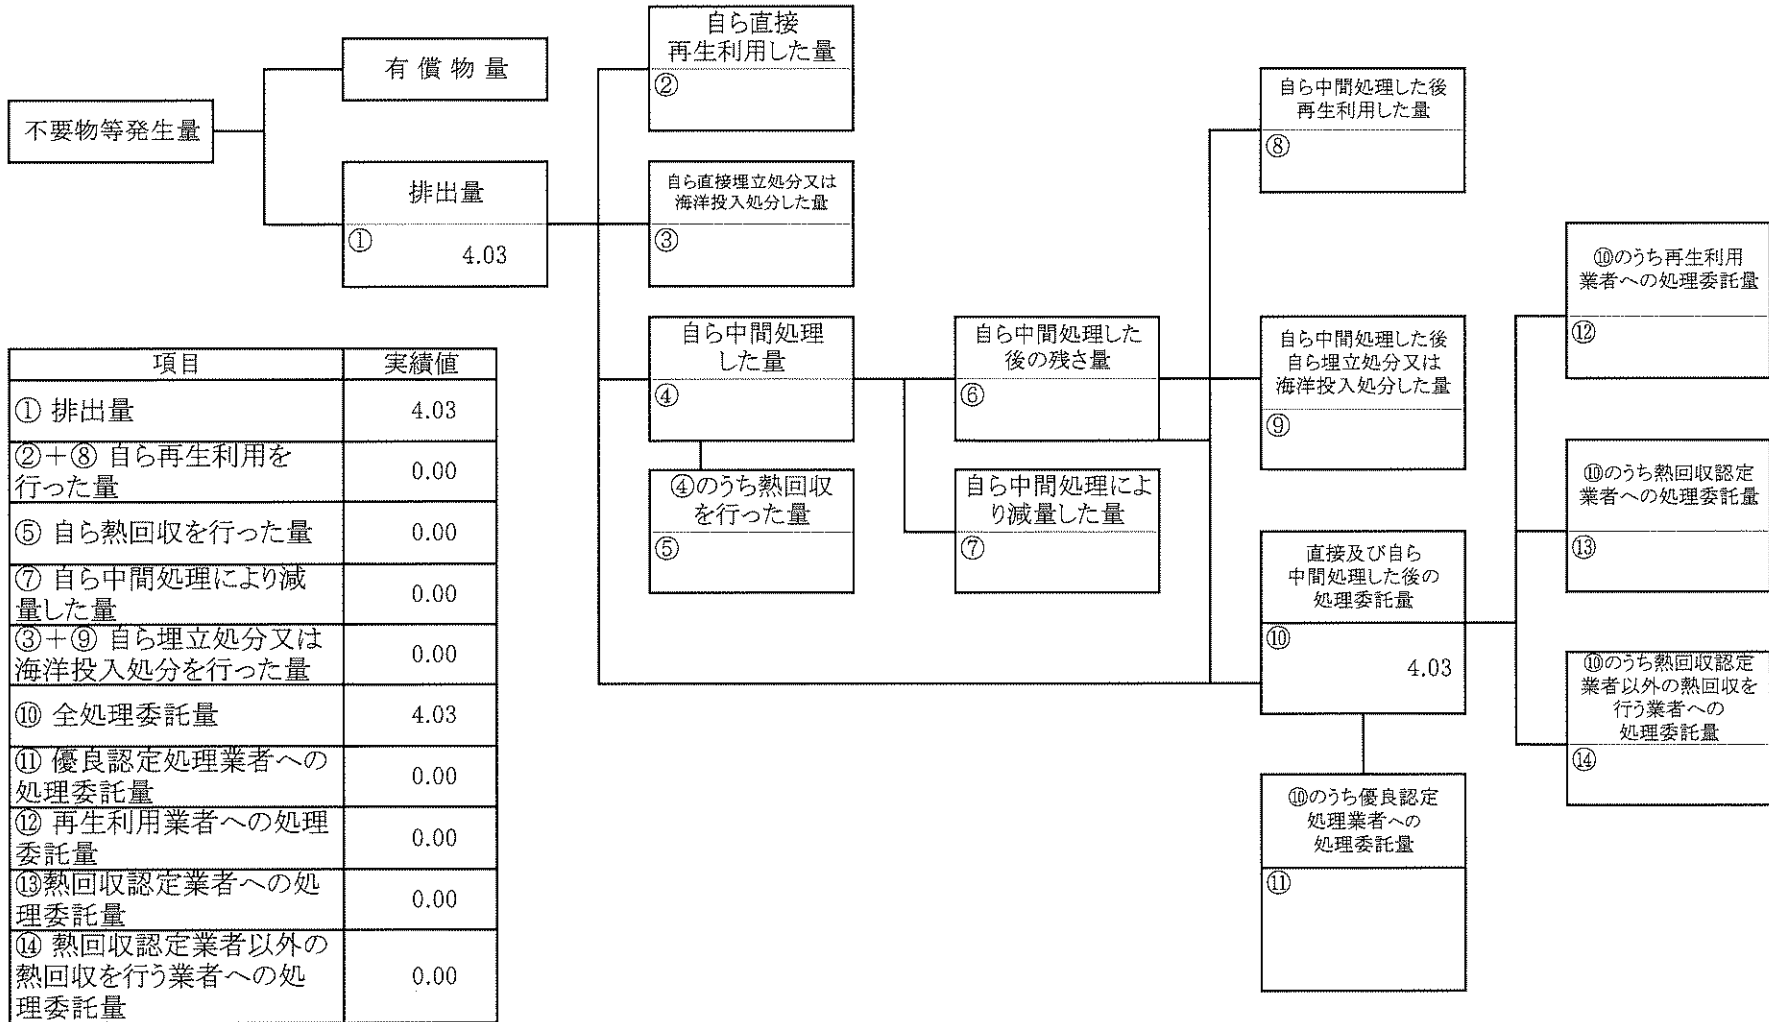 不要物等発生量
有償物量
排出量
①
4.03
自ら直接
再生利用した量
②
自ら直接埋立処分又は
海洋投入処分した量
③
自ら中間処理
した量
④
④のうち熱回収
を行った量
⑤
自ら中間処理した
後の残さ量
⑥
自ら中間処理によ
り減量した量
⑦
自ら中間処理した後
再生利用した量
⑧
自ら中間処理した後
自ら埋立処分又は
海洋投入処分した量
⑨
直接及び自ら
中間処理した後の
処理委託量
⑩
4.03
⑩のうち優良認定
処理業者への
処理委託量
⑪
⑩のうち再生利用
業者への処理委託量
⑫
⑩のうち熱回収認定
業者への処理委託量
⑬
⑩のうち熱回収認定
業者以外の熱回収を
行う業者への
処理委託量
⑭
項目 実績値
① 排出量 4.03
②＋⑧ 自ら再生利用を
行った量 0.00
⑤ 自ら熱回収を行った量 0.00
⑦ 自ら中間処理により減
量した量 0.00
③＋⑨ 自ら埋立処分又は
海洋投入処分を行った量 0.00
⑩ 全処理委託量 4.03
⑪ 優良認定処理業者への
処理委託量 0.00
⑫ 再生利用業者への処理
委託量 0.00
⑬熱回収認定業者への処
理委託量 0.00
⑭ 熱回収認定業者以外の
熱回収を行う業者への処
理委託量 0.00